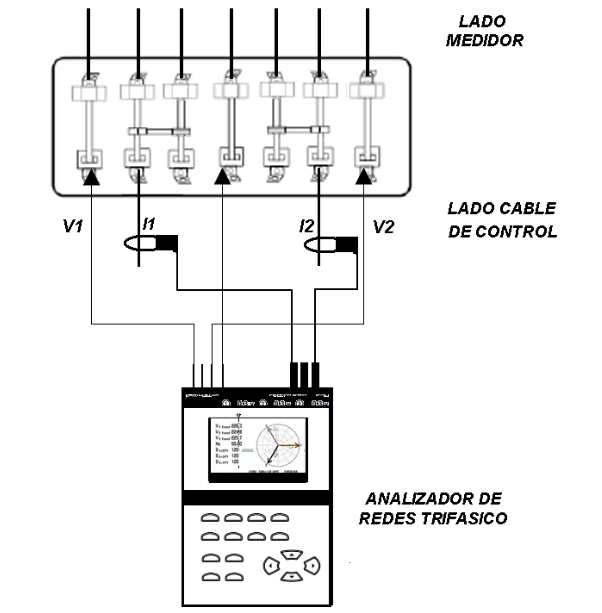 LADO
MEDIDOR
LADO CABLE
DE CONTROL
V1
I1
I2
V2
ANALIZADOR DE
REDES TRIFASICO